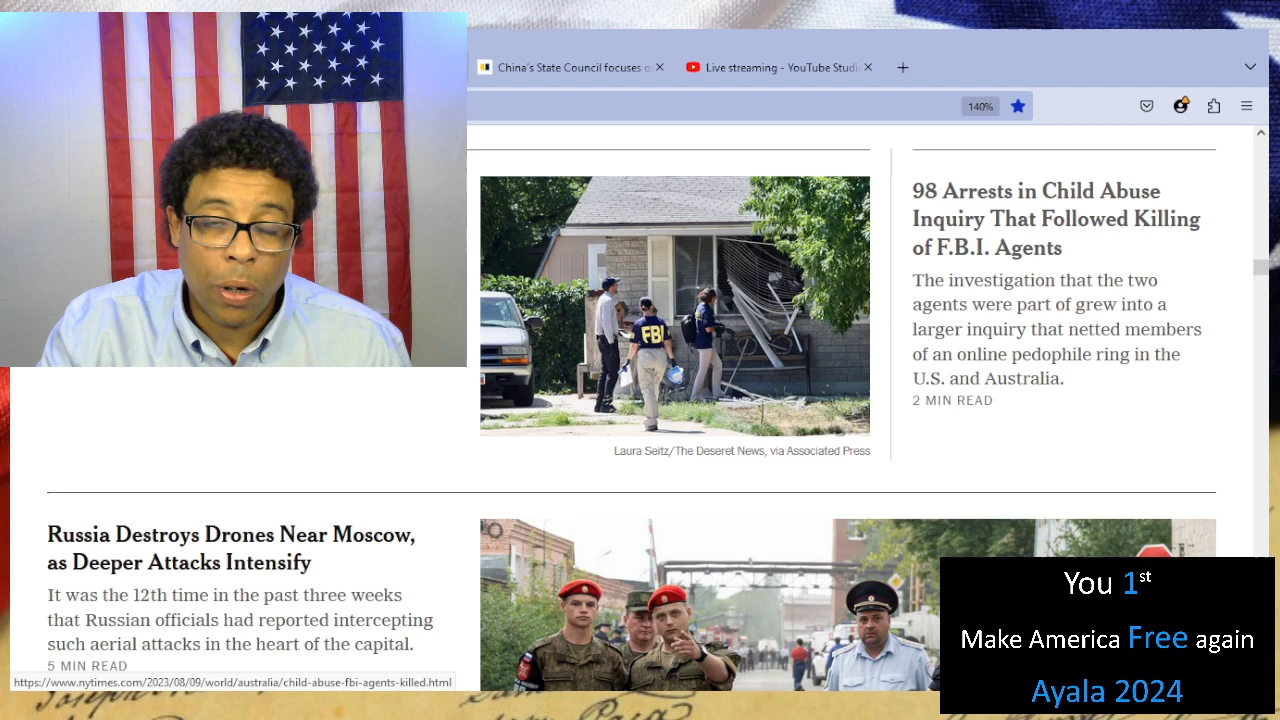 China's State Council focuses o
Live streaming - YouTube Studi
140%
98 Arrests in Child Abuse
Inquiry That Followed Killing
of F.B.I. Agents
The investigation that the two
agents were part of grew into a
larger inquiry that netted members
of an online pedophile ring in the
U.S. and Australia.
2 MIN READ
FBI
Laura Seitz/The Deseret News, via Associated Press
Russia Destroys Drones Near Moscow,
as Deeper Attacks Intensify
It was the 12th time in the past three weeks
that Russian officials had reported intercepting
such aerial attacks in the heart of the capital.
5 MIN READ
https://www.nytimes.com/2023/08/09/world/australia/child-abuse-fbi-agents-killed.html
You 1st
Make America Free again
Ayala 2024